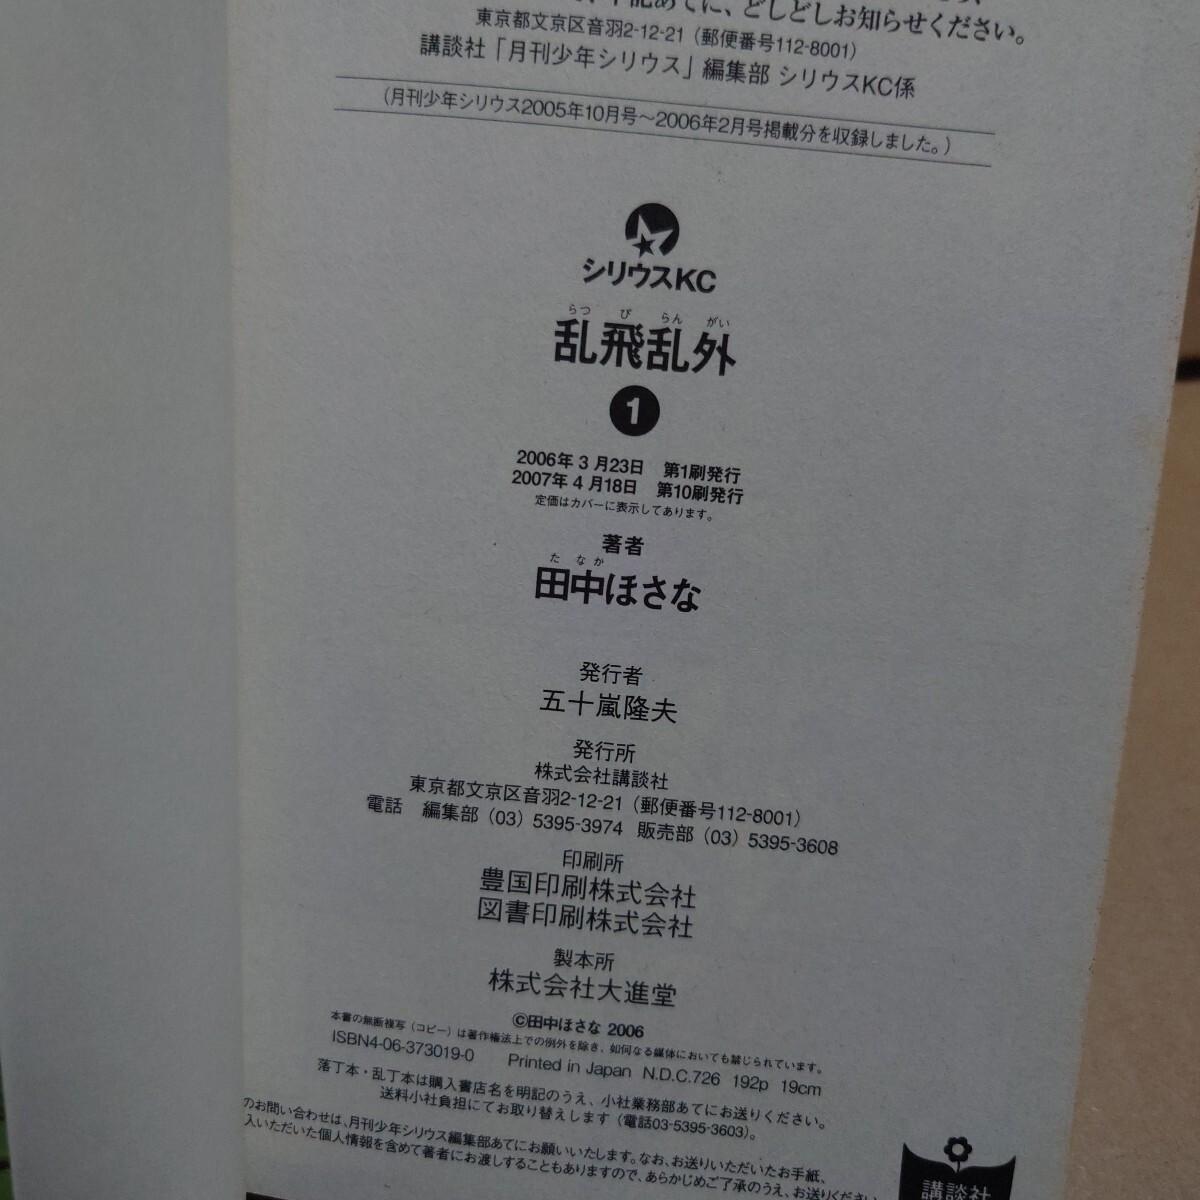 下記あてに、どしどしお知らせください。
東京都文京区音羽2-12-21（郵便番号112-8001）
講談社「月刊少年シリウス」編集部 シリウスKC係
（月刊少年シリウス2005年10月号〜2006年2月号掲載分を収録しました。）
シリウスKC
らっ び らん がい
乱飛乱外
1
2006年 3 月23日 第1刷発行
2007年 4 月18日 第10刷発行
定価はカバーに表示してあります。
著者
た なか
田中ほさな
発行者
五十嵐隆夫
発行所
株式会社講談社
東京都文京区音羽2-12-21（郵便番号112-8001）
電話 編集部（03）5395-3974 販売部（03）5395-3608
印刷所
豊国印刷株式会社
図書印刷株式会社
製本所
株式会社大進堂
©田中ほさな 2006
本書の無断複写（コピー）は著作権法上での例外を除き、如何なる媒体においても禁じられています。
ISBN4-06-373019-0 Printed in Japan N.D.C.726 192p 19cm
落丁本・乱丁本は購入書店名を明記のうえ、小社業務部あてにお送りください。
送料小社負担にてお取り替えします（電話03-5395-3603）。
のお問い合わせは、月刊少年シリウス編集部あてにお願いいたします。なお、お送りいただいたお手紙、
入いただいた個人情報を含めて著者にお渡しすることもありますので、あらかじめご了承のうえ、お送りください
講談社